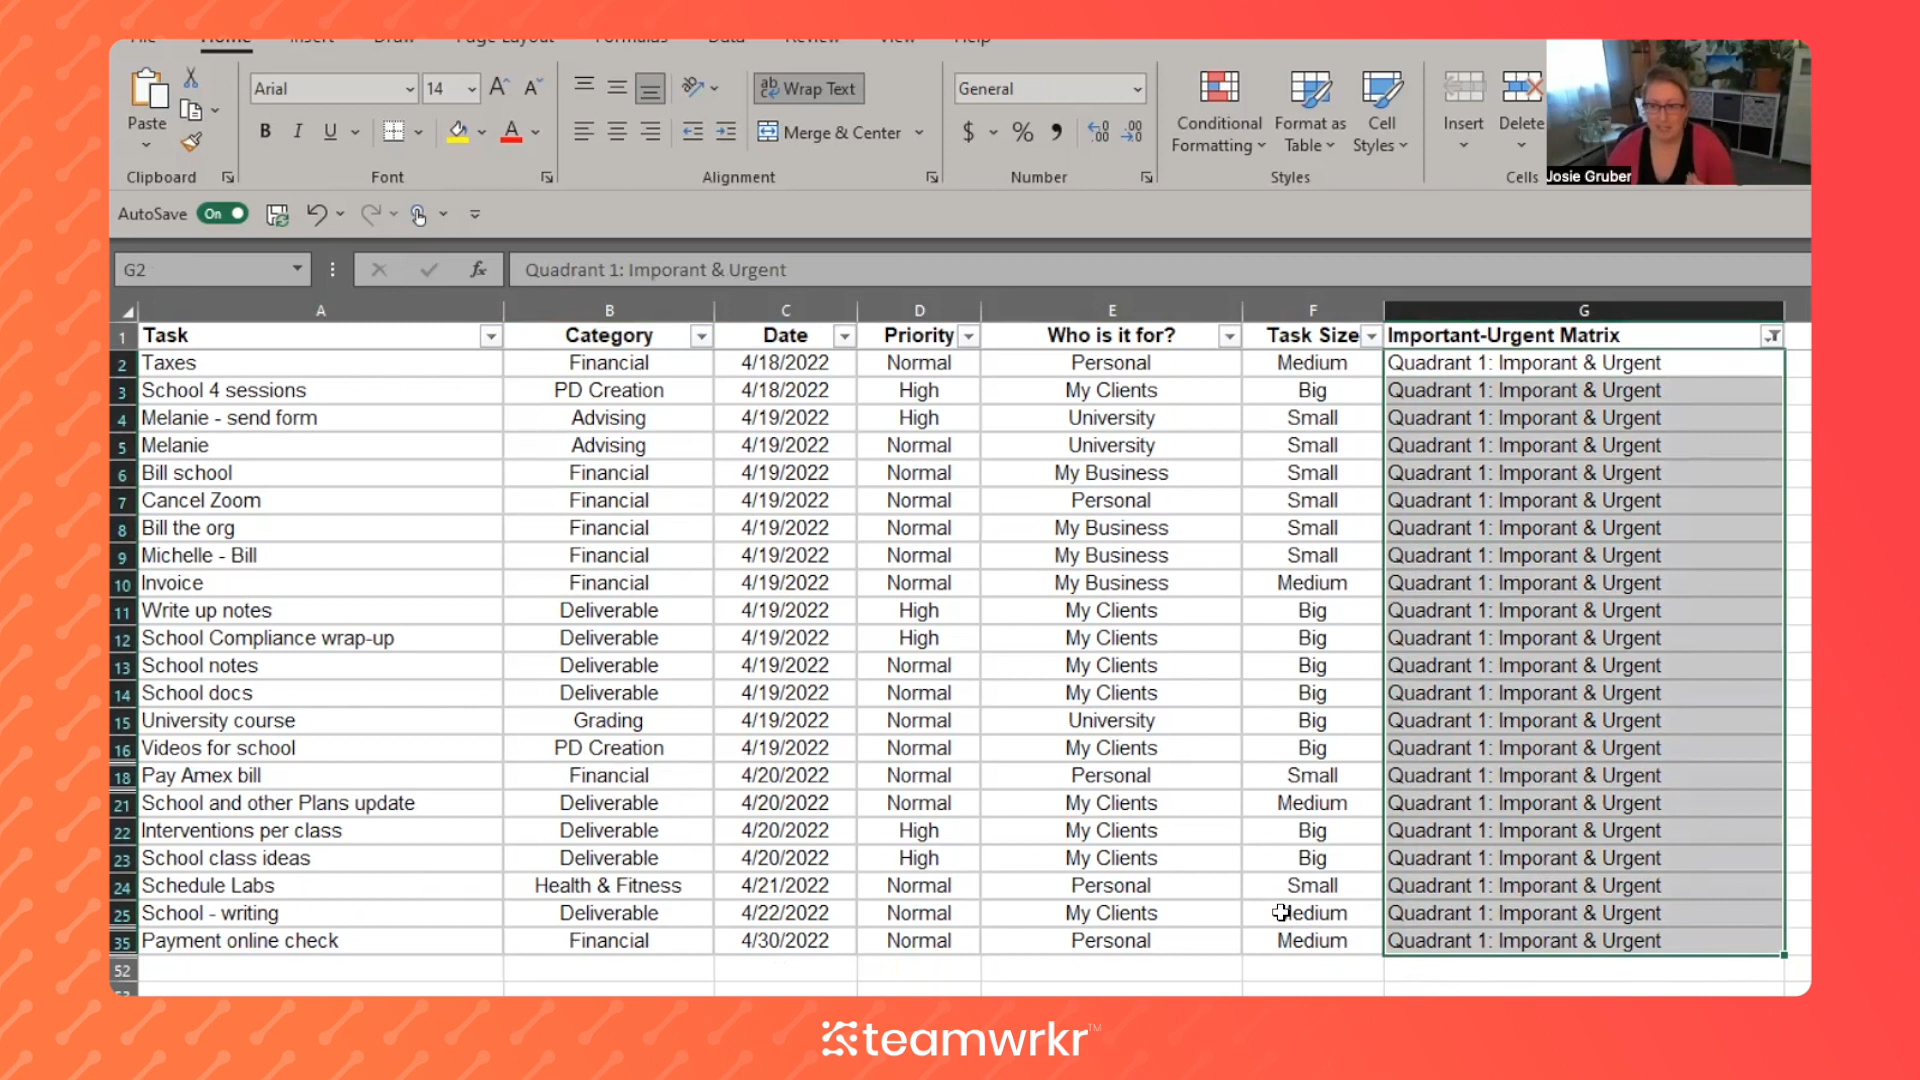 File Home Insert Draw Page Layout Formulas Data Review View Help
Arial 14 ab Wrap Text General
Paste B I U A Merge & Center $ % Conditional Formatting Format as Table Cell Styles Insert Delete
Clipboard Font Alignment Number Styles Cells
Josie Gruber
AutoSave On
G2 fx Quadrant 1: Imporant & Urgent
A B C D E F G
1 Task Category Date Priority Who is it for? Task Size Important-Urgent Matrix
2 Taxes Financial 4/18/2022 Normal Personal Medium Quadrant 1: Imporant & Urgent
3 School 4 sessions PD Creation 4/18/2022 High My Clients Big Quadrant 1: Imporant & Urgent
4 Melanie - send form Advising 4/19/2022 High University Small Quadrant 1: Imporant & Urgent
5 Melanie Advising 4/19/2022 Normal University Small Quadrant 1: Imporant & Urgent
6 Bill school Financial 4/19/2022 Normal My Business Small Quadrant 1: Imporant & Urgent
7 Cancel Zoom Financial 4/19/2022 Normal Personal Small Quadrant 1: Imporant & Urgent
8 Bill the org Financial 4/19/2022 Normal My Business Small Quadrant 1: Imporant & Urgent
9 Michelle - Bill Financial 4/19/2022 Normal My Business Small Quadrant 1: Imporant & Urgent
10 Invoice Financial 4/19/2022 Normal My Business Medium Quadrant 1: Imporant & Urgent
11 Write up notes Deliverable 4/19/2022 High My Clients Big Quadrant 1: Imporant & Urgent
12 School Compliance wrap-up Deliverable 4/19/2022 High My Clients Big Quadrant 1: Imporant & Urgent
13 School notes Deliverable 4/19/2022 Normal My Clients Big Quadrant 1: Imporant & Urgent
14 School docs Deliverable 4/19/2022 Normal My Clients Big Quadrant 1: Imporant & Urgent
15 University course Grading 4/19/2022 Normal University Big Quadrant 1: Imporant & Urgent
16 Videos for school PD Creation 4/19/2022 Normal My Clients Big Quadrant 1: Imporant & Urgent
18 Pay Amex bill Financial 4/20/2022 Normal Personal Small Quadrant 1: Imporant & Urgent
21 School and other Plans update Deliverable 4/20/2022 Normal My Clients Medium Quadrant 1: Imporant & Urgent
22 Interventions per class Deliverable 4/20/2022 High My Clients Big Quadrant 1: Imporant & Urgent
23 School class ideas Deliverable 4/20/2022 High My Clients Big Quadrant 1: Imporant & Urgent
24 Schedule Labs Health & Fitness 4/21/2022 Normal Personal Small Quadrant 1: Imporant & Urgent
25 School - writing Deliverable 4/22/2022 Normal My Clients Medium Quadrant 1: Imporant & Urgent
35 Payment online check Financial 4/30/2022 Normal Personal Medium Quadrant 1: Imporant & Urgent
52
teamwrkr™